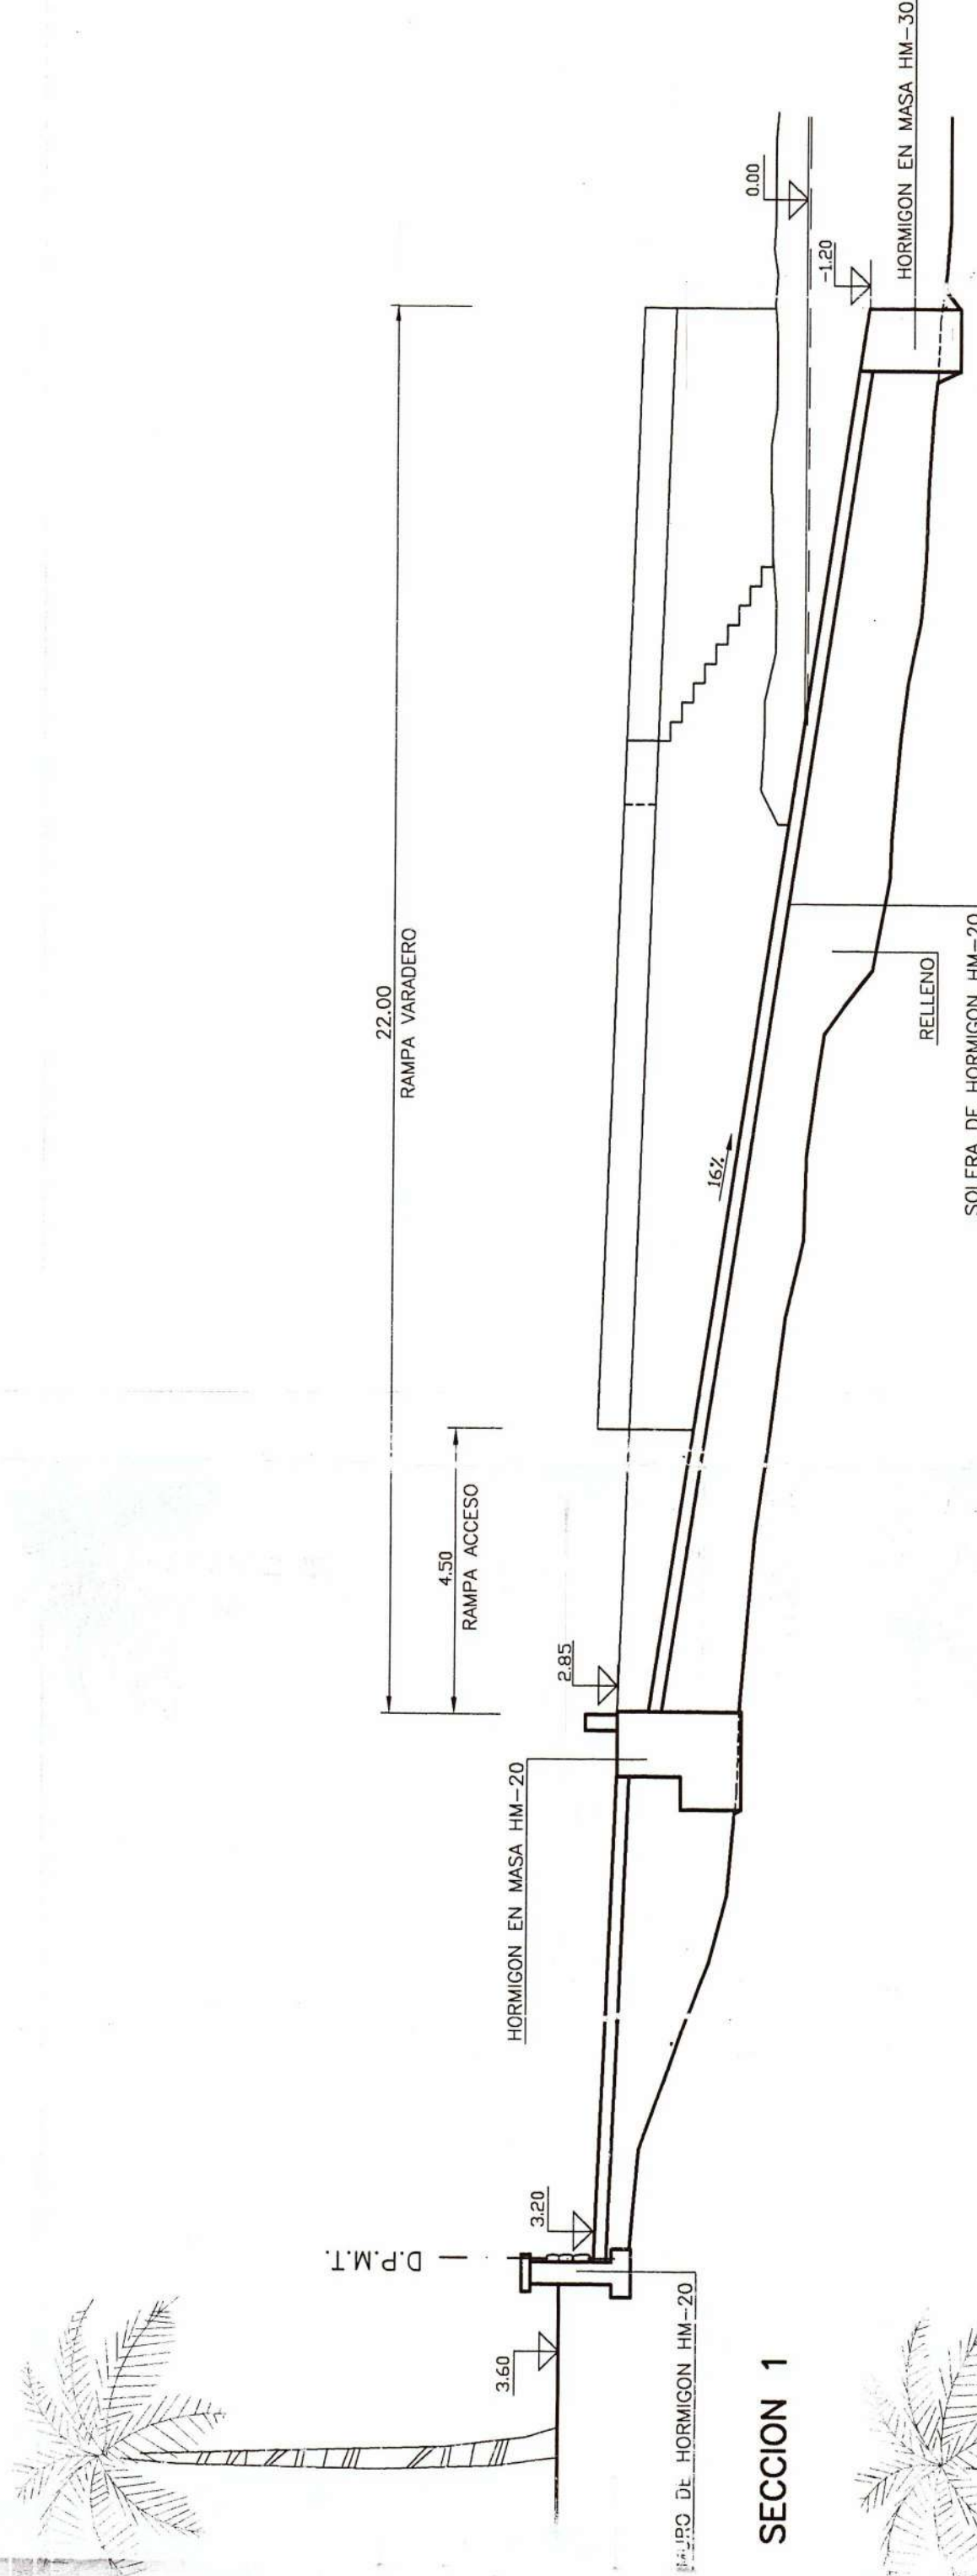 22.00
RAMPA VARADERO
4.50
RAMPA ACCESO
D.P.M.T.
3.60
3.20
HORMIGON EN MASA HM-20
2.85
16%
0.00
-1.20
HORMIGON EN MASA HM-30
RELLENO
SOLERA DE HORMIGON HM-20
MURO DE HORMIGON HM-20
SECCION 1